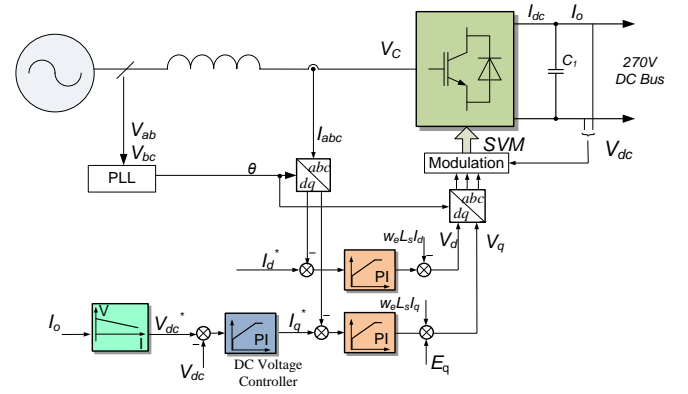 I_dc
I_o
V_C
C_1
270V
DC Bus
V_ab
V_bc
I_abc
SVM
V_dc
Modulation
PLL
θ
abc
dq
abc
dq
V_d
V_q
w_eL_sI_d
I_d*
−
−
PI
w_eL_sI_q
I_o
V
I
V_dc*
−
PI
I_q*
−
PI
V_dc
DC Voltage
Controller
E_q